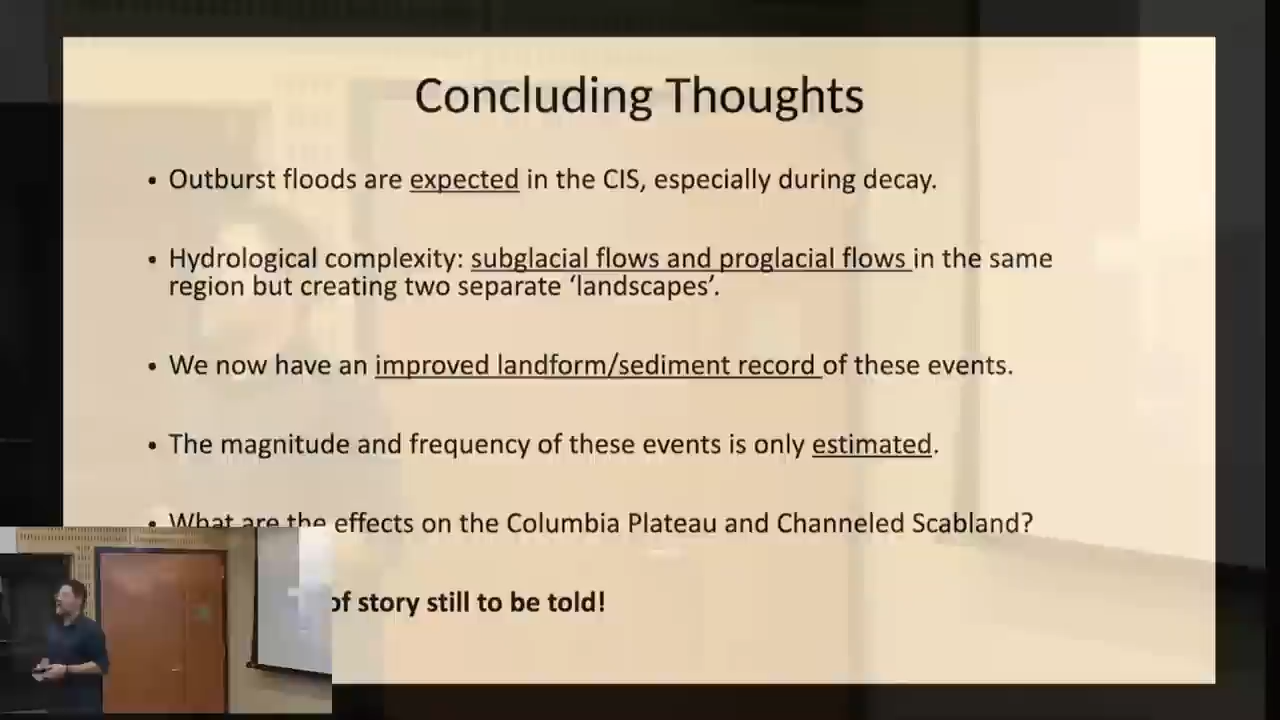 Concluding Thoughts
• Outburst floods are expected in the CIS, especially during decay.
• Hydrological complexity: subglacial flows and proglacial flows in the same
region but creating two separate ‘landscapes’.
• We now have an improved landform/sediment record of these events.
• The magnitude and frequency of these events is only estimated.
• What are the effects on the Columbia Plateau and Channeled Scabland?
of story still to be told!